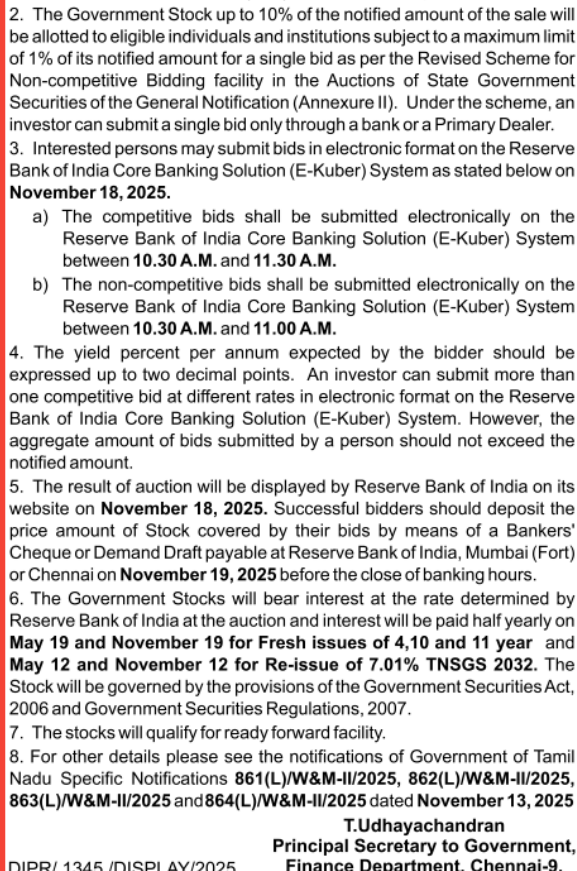 2. The Government Stock up to 10% of the notified amount of the sale will
be allotted to eligible individuals and institutions subject to a maximum limit
of 1% of its notified amount for a single bid as per the Revised Scheme for
Non-competitive Bidding facility in the Auctions of State Government
Securities of the General Notification (Annexure II). Under the scheme, an
investor can submit a single bid only through a bank or a Primary Dealer.
3. Interested persons may submit bids in electronic format on the Reserve
Bank of India Core Banking Solution (E-Kuber) System as stated below on
November 18, 2025.
a) The competitive bids shall be submitted electronically on the
Reserve Bank of India Core Banking Solution (E-Kuber) System
between 10.30 A.M. and 11.30 A.M.
b) The non-competitive bids shall be submitted electronically on the
Reserve Bank of India Core Banking Solution (E-Kuber) System
between 10.30 A.M. and 11.00 A.M.
4. The yield percent per annum expected by the bidder should be
expressed up to two decimal points. An investor can submit more than
one competitive bid at different rates in electronic format on the Reserve
Bank of India Core Banking Solution (E-Kuber) System. However, the
aggregate amount of bids submitted by a person should not exceed the
notified amount.
5. The result of auction will be displayed by Reserve Bank of India on its
website on November 18, 2025. Successful bidders should deposit the
price amount of Stock covered by their bids by means of a Bankers'
Cheque or Demand Draft payable at Reserve Bank of India, Mumbai (Fort)
or Chennai on November 19, 2025 before the close of banking hours.
6. The Government Stocks will bear interest at the rate determined by
Reserve Bank of India at the auction and interest will be paid half yearly on
May 19 and November 19 for Fresh issues of 4,10 and 11 year and
May 12 and November 12 for Re-issue of 7.01% TNSGS 2032. The
Stock will be governed by the provisions of the Government Securities Act,
2006 and Government Securities Regulations, 2007.
7. The stocks will qualify for ready forward facility.
8. For other details please see the notifications of Government of Tamil
Nadu Specific Notifications 861(L)/W&M-II/2025, 862(L)/W&M-II/2025,
863(L)/W&M-II/2025 and 864(L)/W&M-II/2025 dated November 13, 2025
T.Udhayachandran
Principal Secretary to Government,
DIPR/ 1345 /DISPLAY/2025 Finance Department, Chennai-9.